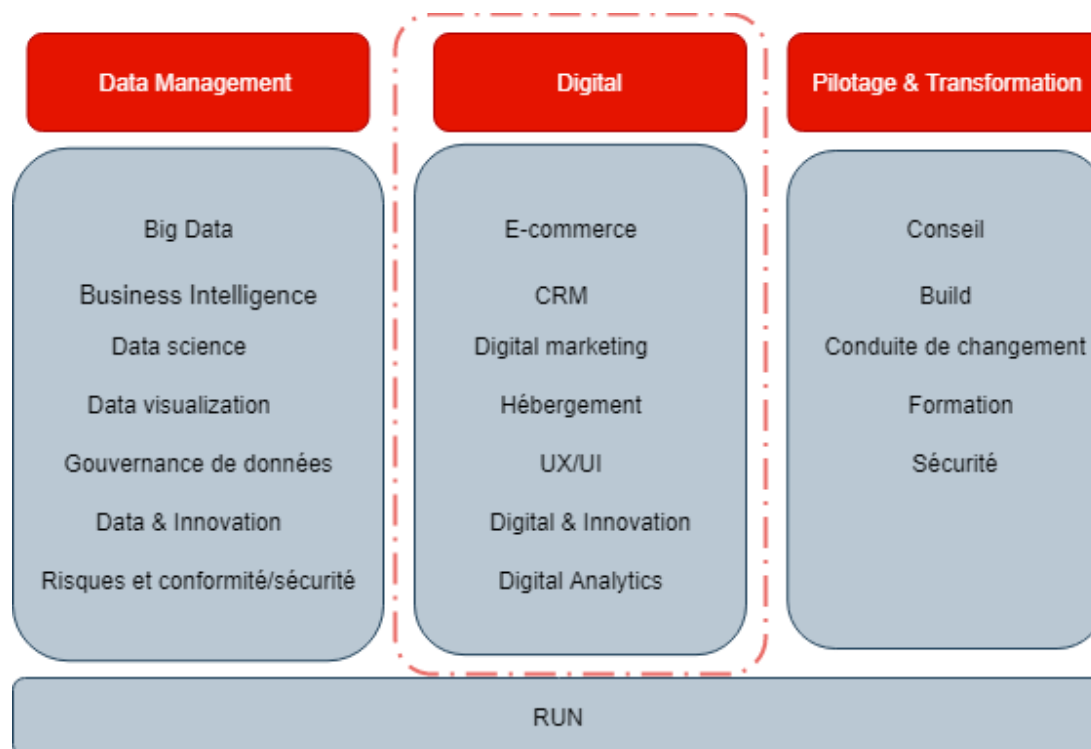 Data Management
Big Data
Business Intelligence
Data science
Data visualization
Gouvernance de données
Data & Innovation
Risques et conformité/sécurité
Digital
E-commerce
CRM
Digital marketing
Hébergement
UX/UI
Digital & Innovation
Digital Analytics
Pilotage & Transformation
Conseil
Build
Conduite de changement
Formation
Sécurité
RUN